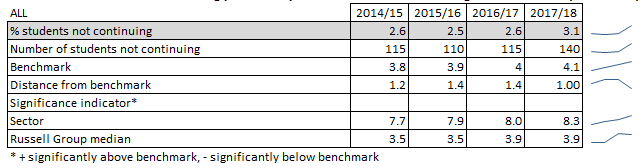 ALL 2014/15 2015/16 2016/17 2017/18
% students not continuing 2.6 2.5 2.6 3.1
Number of students not continuing 115 110 115 140
Benchmark 3.8 3.9 4 4.1
Distance from benchmark 1.2 1.4 1.4 1.00
Significance indicator*
Sector 7.7 7.9 8.0 8.3
Russell Group median 3.5 3.5 3.9 3.9
* + significantly above benchmark, - significantly below benchmark